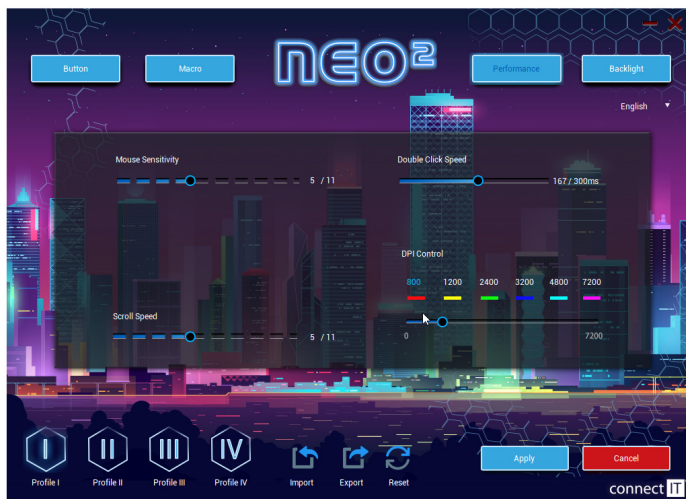 NEO²
Button
Macro
Performance
Backlight
English
Mouse Sensitivity
5 / 11
Double Click Speed
167 / 300ms
DPI Control
800 1200 2400 3200 4800 7200
0 7200
Scroll Speed
5 / 11
I II III IV
Profile I Profile II Profile III Profile IV
Import Export Reset
Apply
Cancel
connect IT